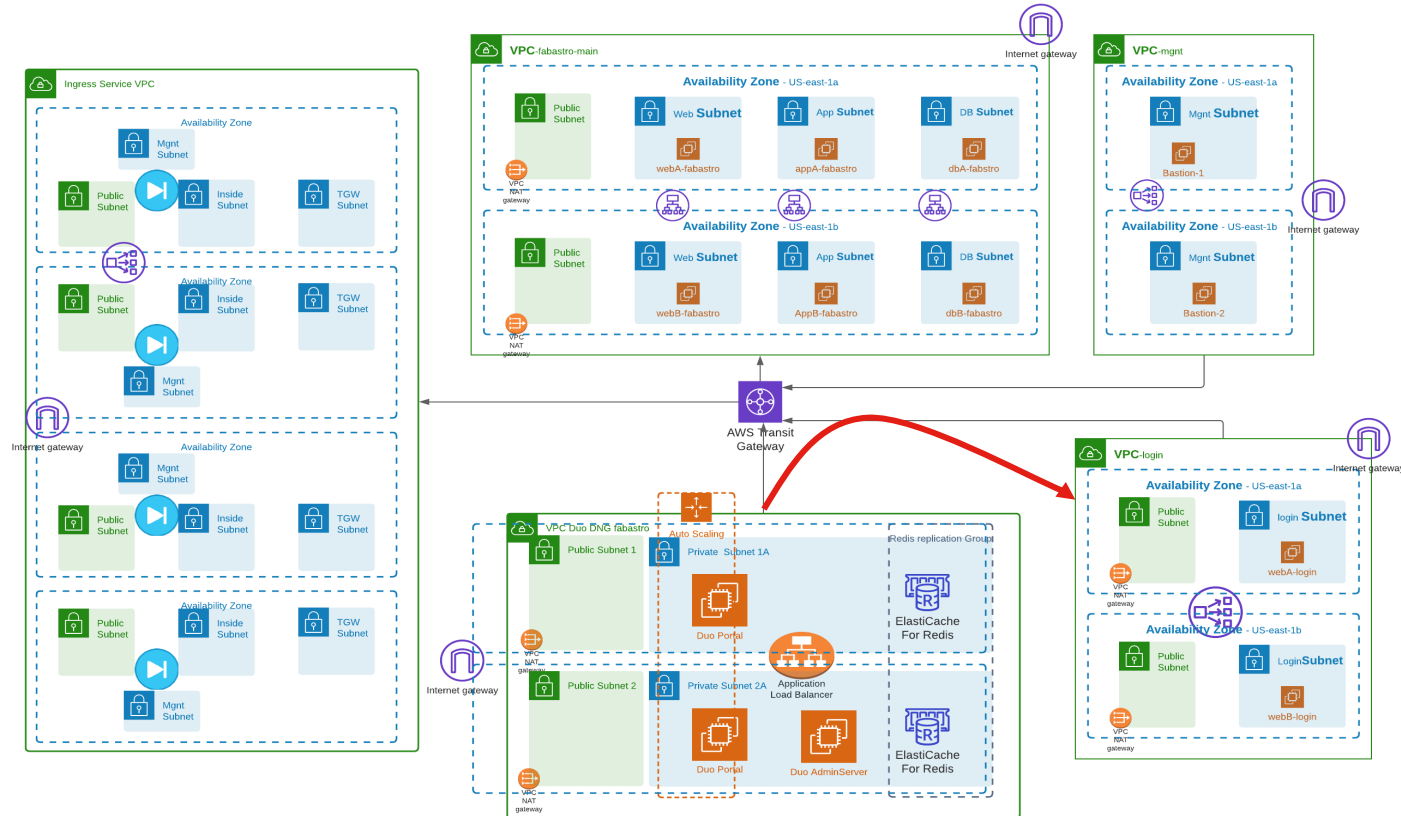 Ingress Service VPC
Availability Zone
Mgnt
Subnet
Public
Subnet
Inside
Subnet
TGW
Subnet
Availability Zone
Public
Subnet
Inside
Subnet
TGW
Subnet
Mgnt
Subnet
Internet gateway
Availability Zone
Mgnt
Subnet
Public
Subnet
Inside
Subnet
TGW
Subnet
Availability Zone
Public
Subnet
Inside
Subnet
TGW
Subnet
Mgnt
Subnet
VPC-fabastro-main
Internet gateway
Availability Zone - US-east-1a
Public
Subnet
Web Subnet
App Subnet
DB Subnet
webA-fabastro
appA-fabastro
dbA-fabstro
VPC
NAT
gateway
Availability Zone - US-east-1b
Public
Subnet
Web Subnet
App Subnet
DB Subnet
webB-fabastro
AppB-fabastro
dbB-fabastro
VPC
NAT
gateway
VPC-mgnt
Availability Zone - US-east-1a
Mgnt Subnet
Bastion-1
Internet gateway
Availability Zone - US-east-1b
Mgnt Subnet
Bastion-2
AWS Transit
Gateway
VPC Duo DNG fabastro
Auto Scaling
Redis replication Group
Public Subnet 1
Private Subnet 1A
Duo Portal
ElastiCache
For Redis
VPC
NAT
gateway
Internet gateway
Application
Load Balancer
Public Subnet 2
Private Subnet 2A
Duo Portal
Duo AdminServer
ElastiCache
For Redis
VPC
NAT
gateway
VPC-login
Internet gateway
Availability Zone - US-east-1a
Public
Subnet
login Subnet
webA-login
VPC
NAT
gateway
Availability Zone - US-east-1b
Public
Subnet
LoginSubnet
webB-login
VPC
NAT
gateway